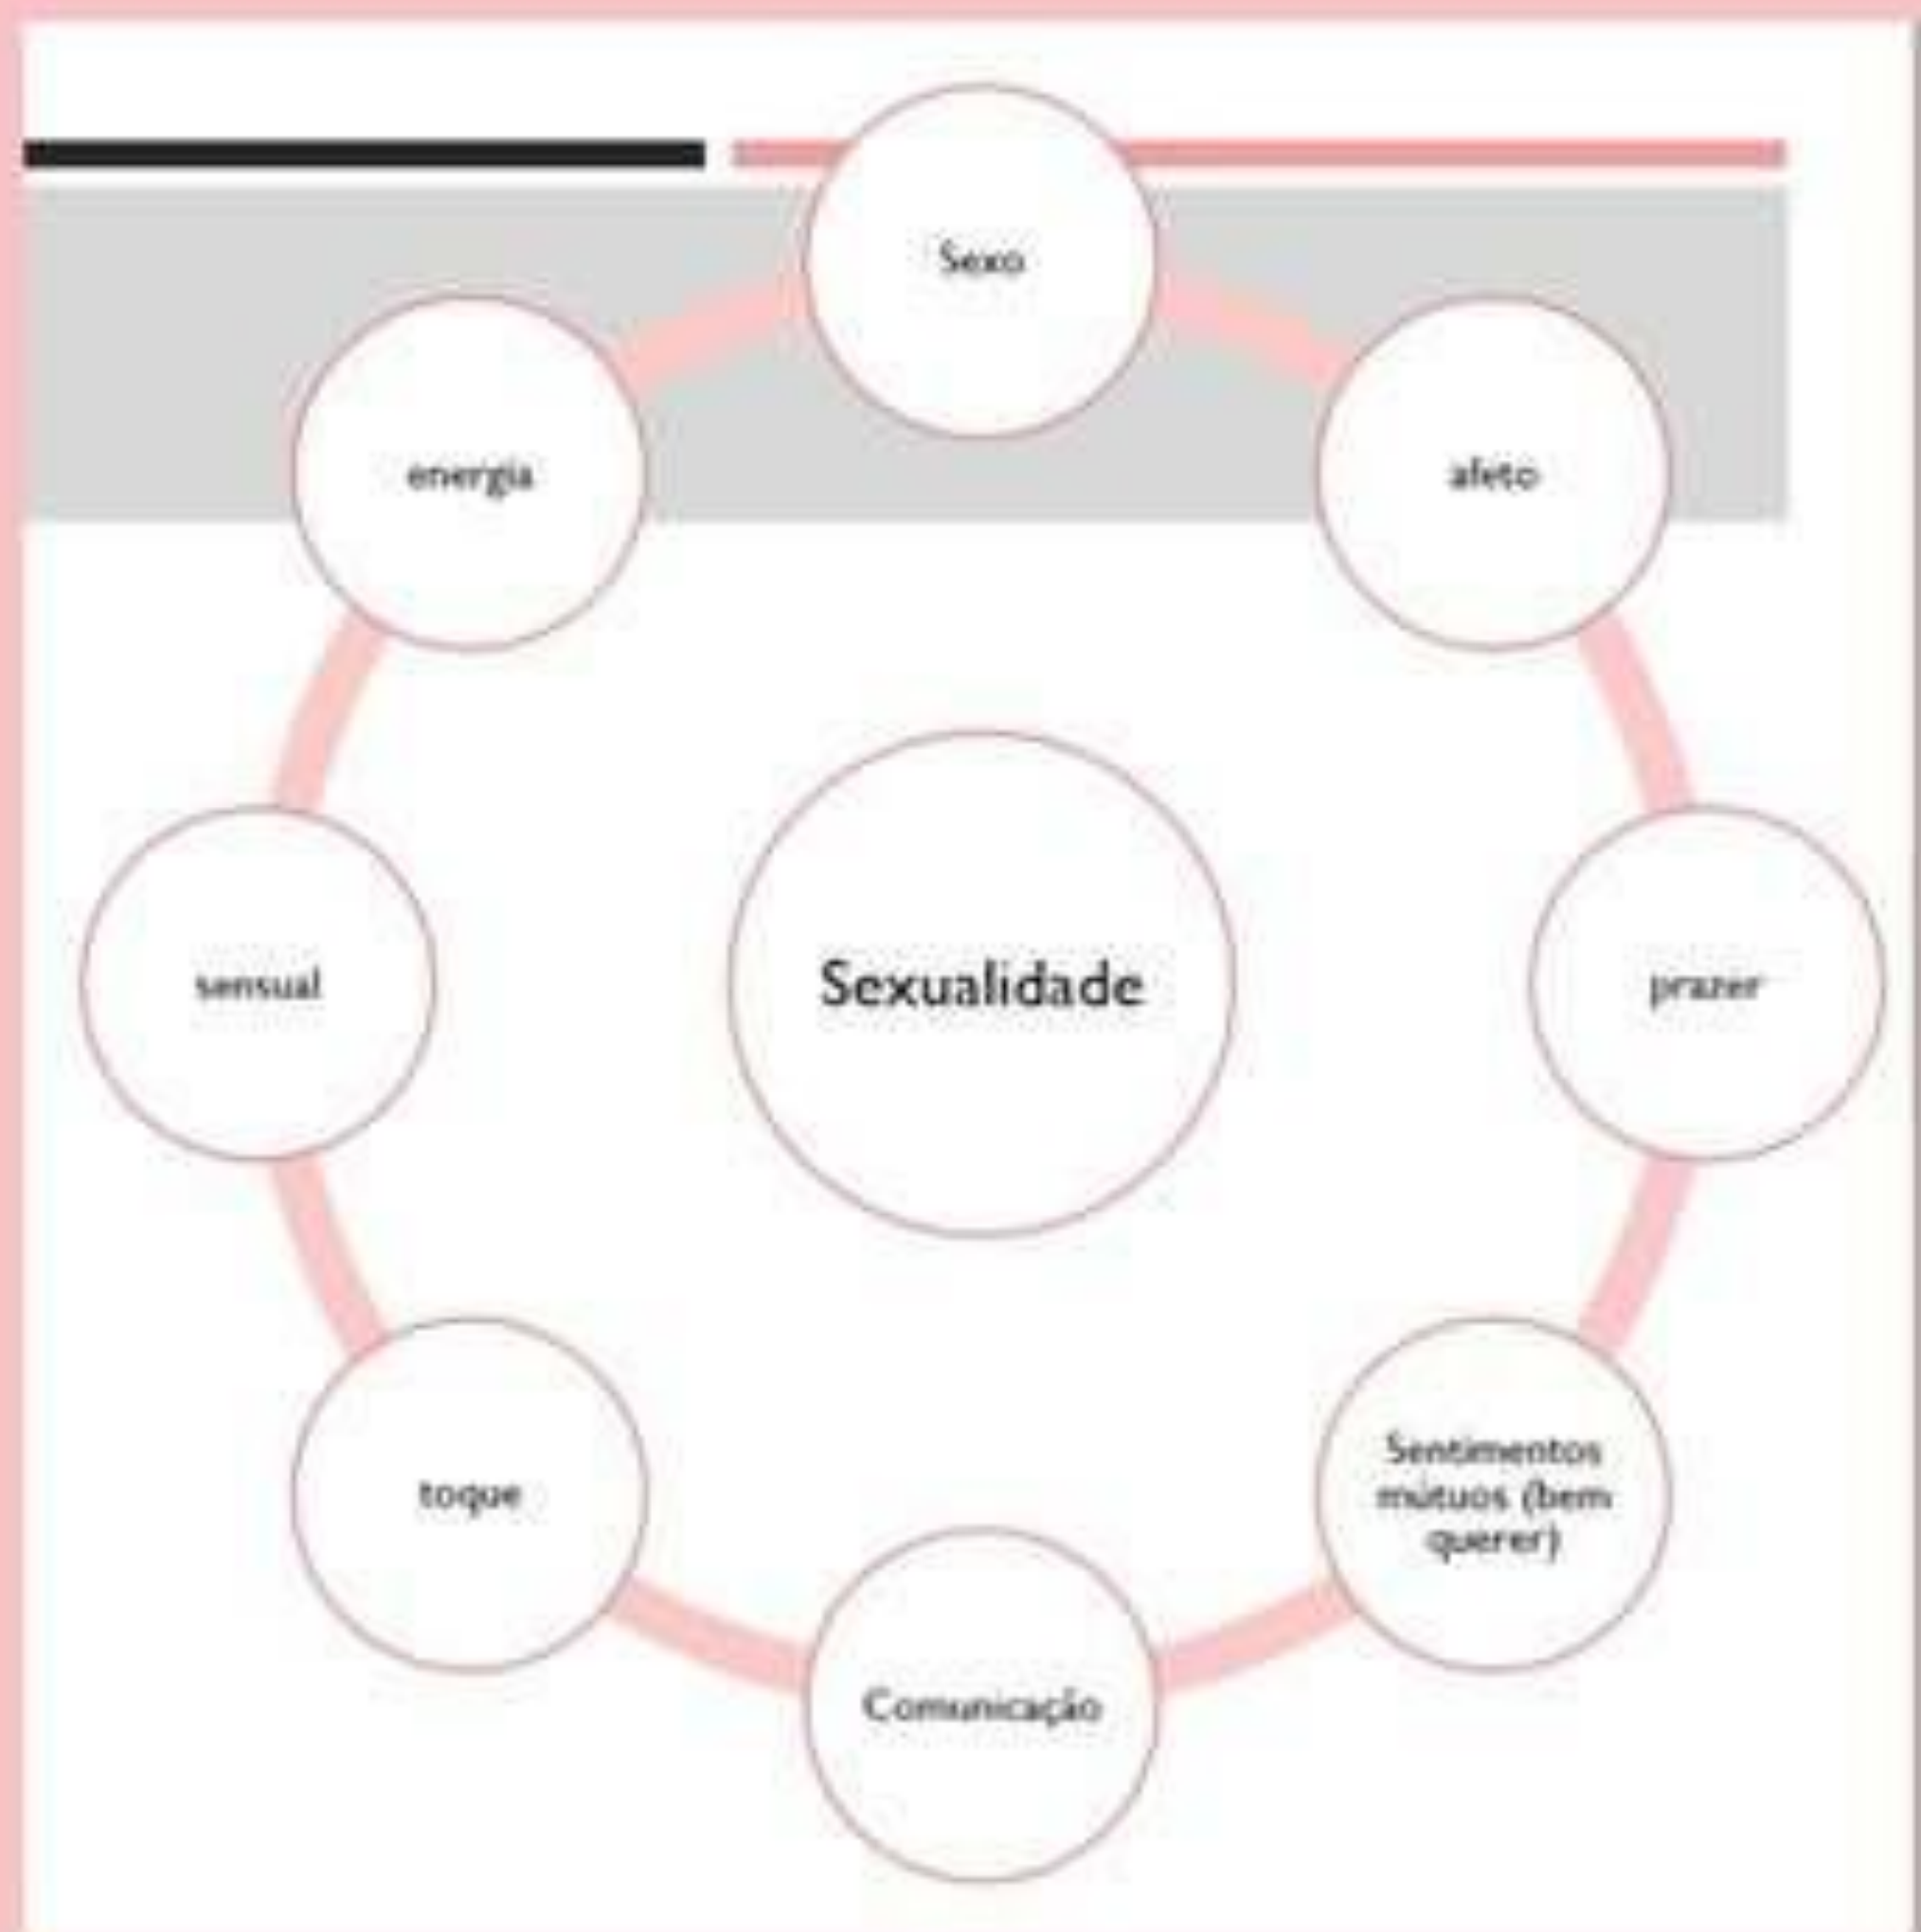 Sexo
energia
afeto
sensual
Sexualidade
prazer
toque
Sentimentos
mútuos (bem
querer)
Comunicação